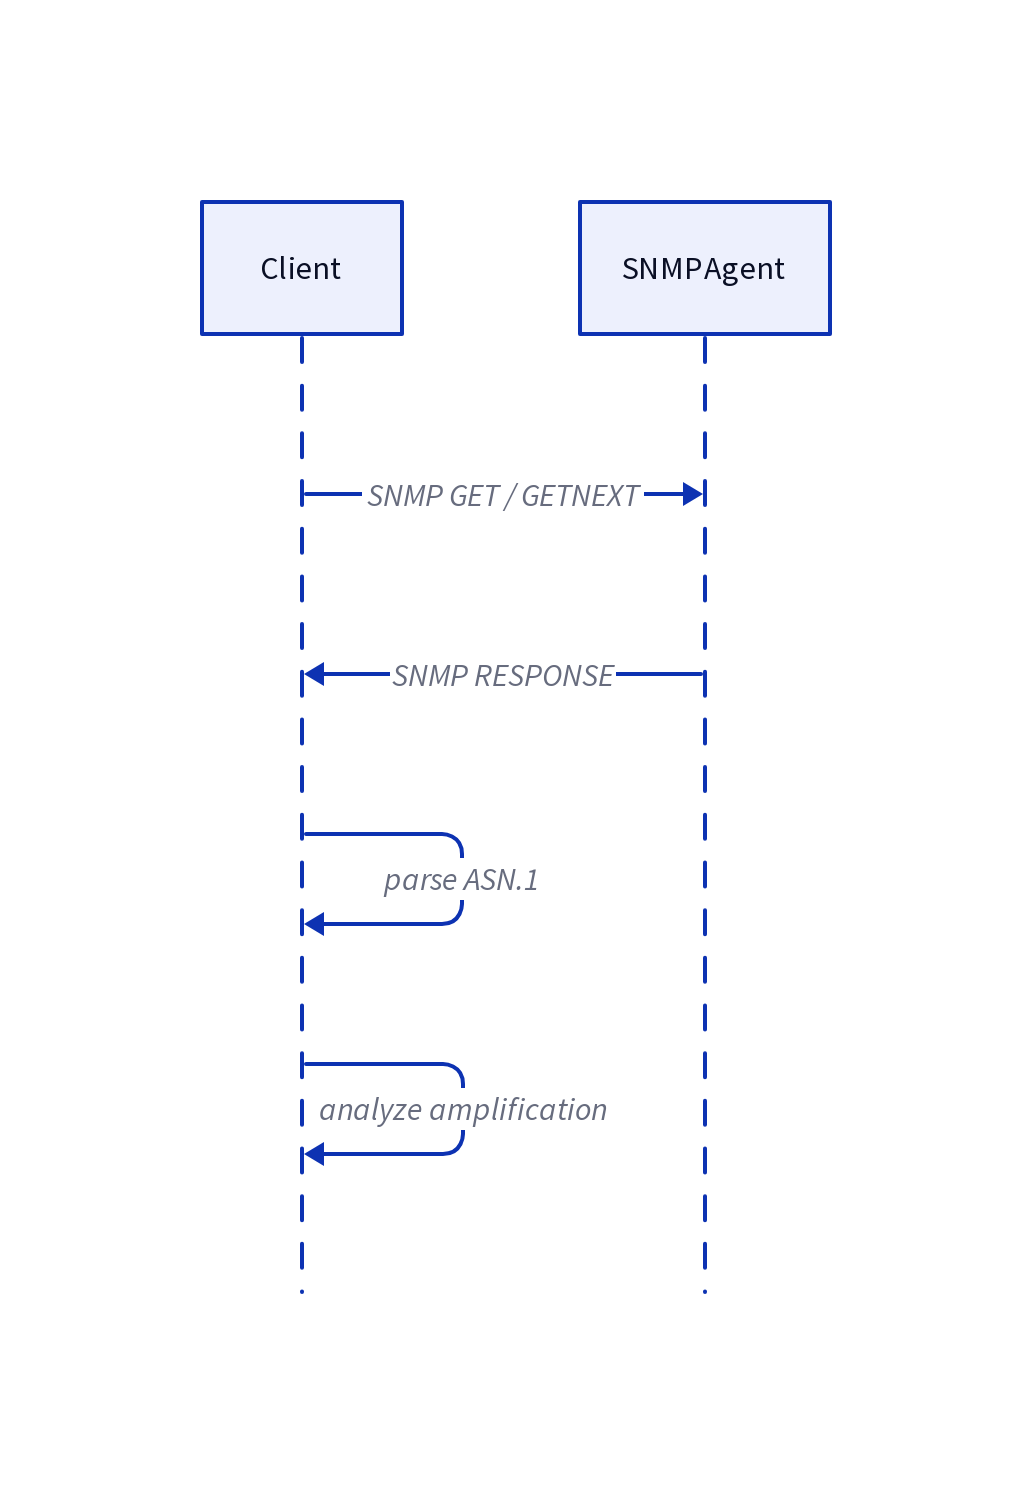 Client
SNMPAgent
SNMP GET / GETNEXT
SNMP RESPONSE
parse ASN.1
analyze amplification